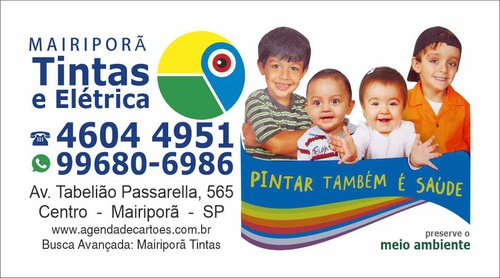 MAIRIPORÃ
Tintas
e Elétrica
4604 4951
99680-6986
Av. Tabelião Passarella, 565
Centro - Mairiporã - SP
www.agendadecartoes.com.br
Busca Avançada: Mairiporã Tintas
PINTAR TAMBÉM É SAÚDE
preserve o
meio ambiente